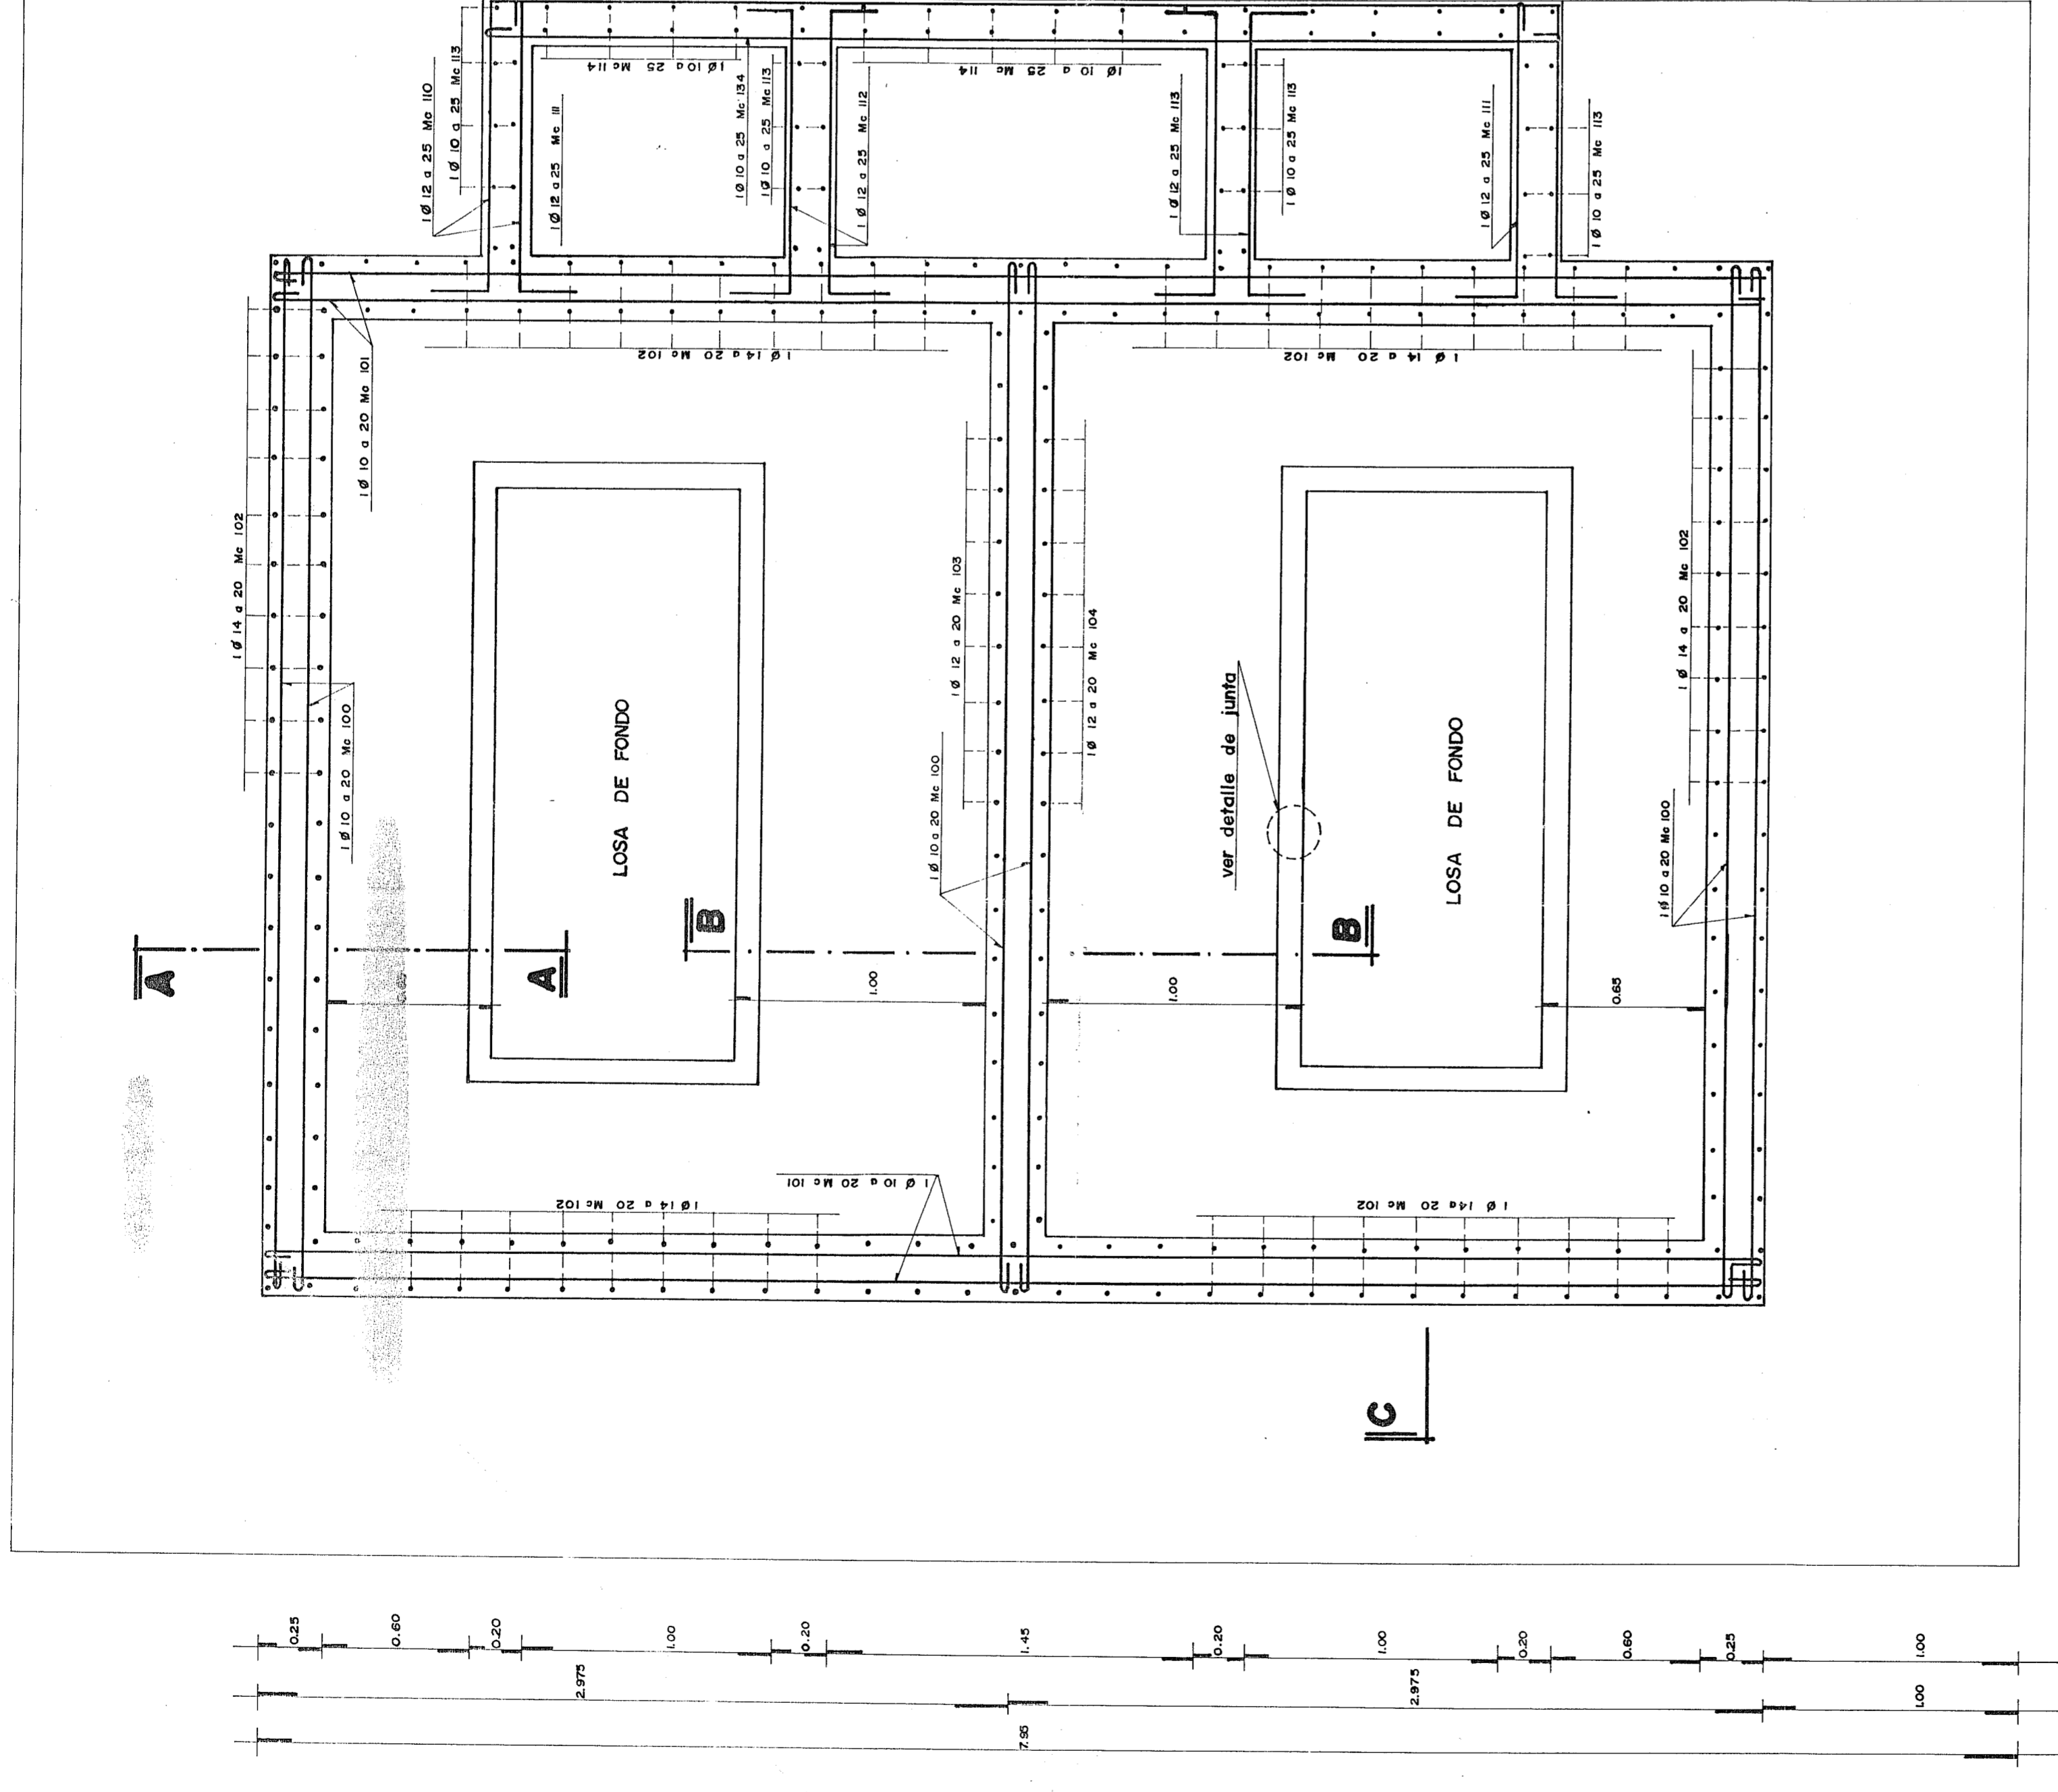 1 Ø 12 a 25 Mc 110
1 Ø 10 a 25 Mc 113
1 Ø 12 a 25 Mc 111
1 Ø 10 a 25 Mc 114
1 Ø 10 a 25 Mc 134
1 Ø 10 a 25 Mc 113
1 Ø 12 a 25 Mc 112
1 Ø 10 a 25 Mc 114
1 Ø 12 a 25 Mc 113
1 Ø 10 a 25 Mc 113
1 Ø 12 a 25 Mc 111
1 Ø 10 a 25 Mc 113
1 Ø 14 a 20 Mc 102
1 Ø 10 a 20 Mc 101
1 Ø 14 a 20 Mc 102
1 Ø 14 a 20 Mc 102
1 Ø 10 a 20 Mc 100
LOSA DE FONDO
1 Ø 12 a 20 Mc 103
1 Ø 12 a 20 Mc 104
1 Ø 10 a 20 Mc 100
ver detalle de junta
LOSA DE FONDO
1 Ø 14 a 20 Mc 102
1 Ø 10 a 20 Mc 100
A
A
B
B
1.00
1.00
0.65
1 Ø 14 a 20 Mc 102
1 Ø 10 a 20 Mc 101
1 Ø 14 a 20 Mc 102
C
0.25
0.60
0.20
1.00
0.20
1.45
0.20
1.00
0.20
0.60
0.25
1.00
2.975
2.975
1.00
7.95